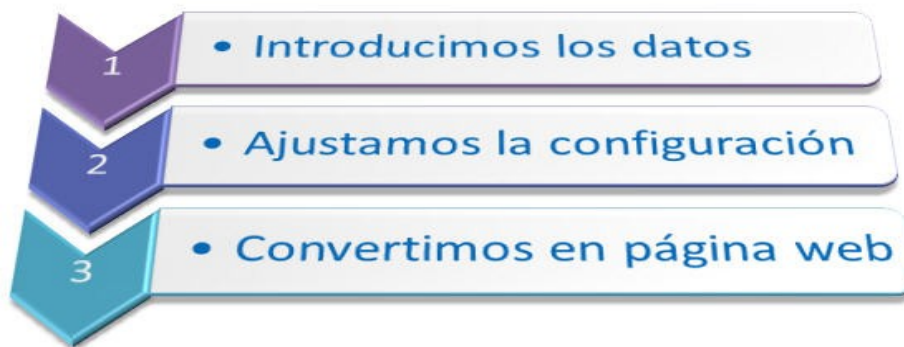 1 • Introducimos los datos
2 • Ajustamos la configuración
3 • Convertimos en página web